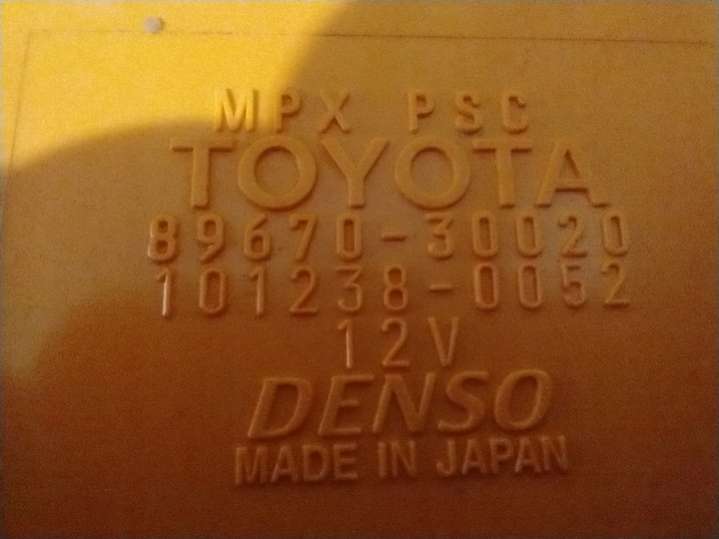 MPX PSC
TOYOTA
89670-30020
101238-0052
12V
DENSO
MADE IN JAPAN